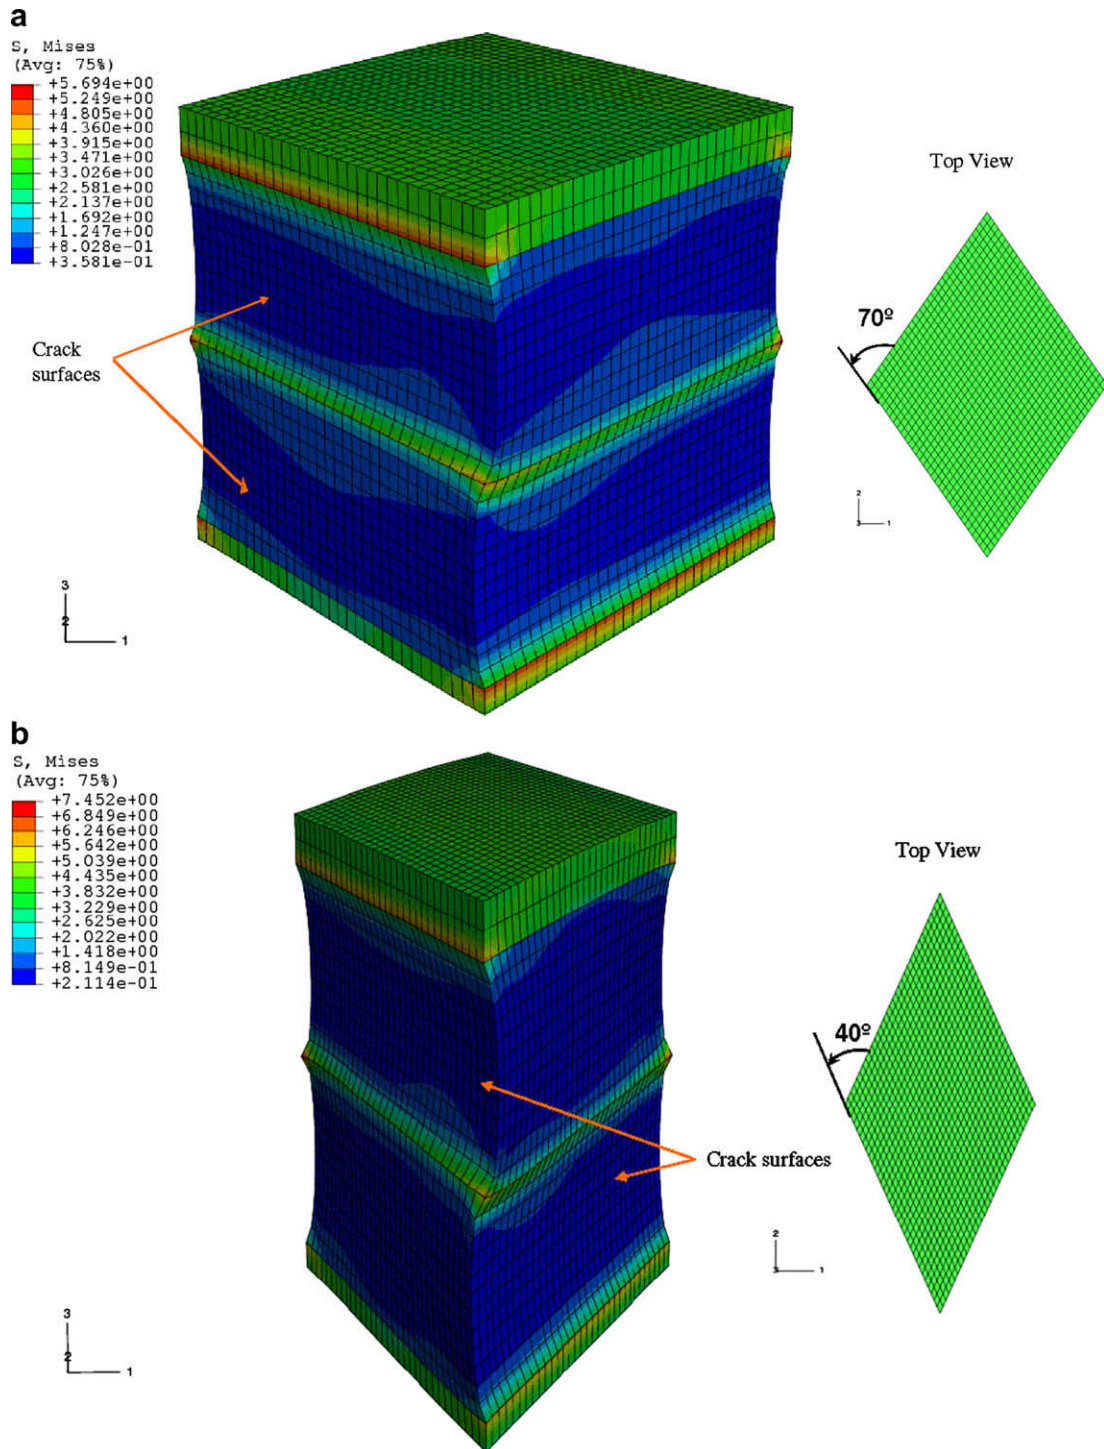 a
S, Mises
(Avg: 75%)
+5.694e+00
+5.249e+00
+4.805e+00
+4.360e+00
+3.915e+00
+3.471e+00
+3.026e+00
+2.581e+00
+2.137e+00
+1.692e+00
+1.247e+00
+8.028e-01
+3.581e-01
Top View
70º
Crack
surfaces
2
3 1
3
2
1
b
S, Mises
(Avg: 75%)
+7.452e+00
+6.849e+00
+6.246e+00
+5.642e+00
+5.039e+00
+4.435e+00
+3.832e+00
+3.229e+00
+2.625e+00
+2.022e+00
+1.418e+00
+8.149e-01
+2.114e-01
Top View
40º
Crack surfaces
2
3 1
3
2
1